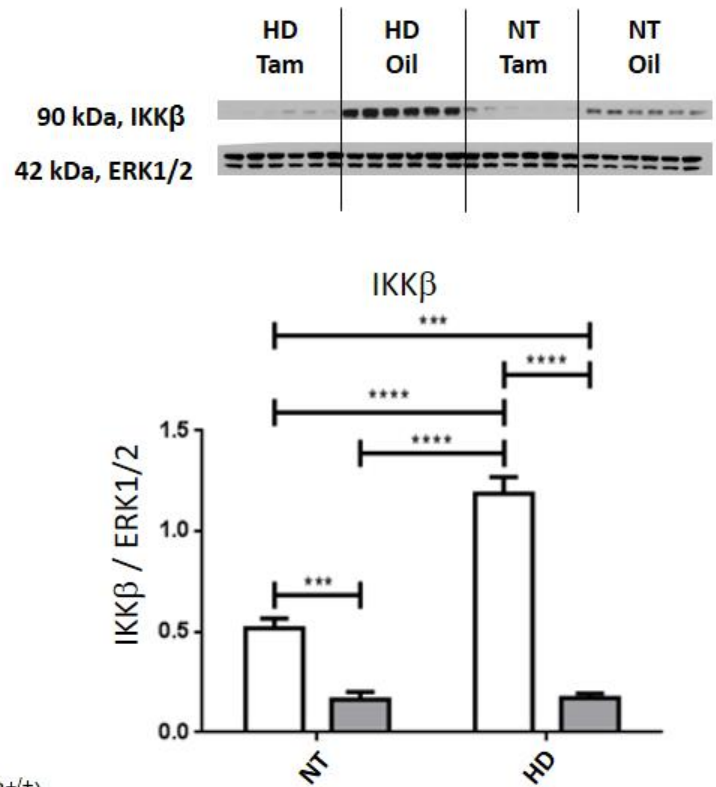 HD HD NT NT
Tam Oil Tam Oil
90 kDa, IKKβ
42 kDa, ERK1/2
IKKβ
***
****
****
****
***
IKKβ / ERK1/2
1.5
1.0
0.5
0.0
NT HD